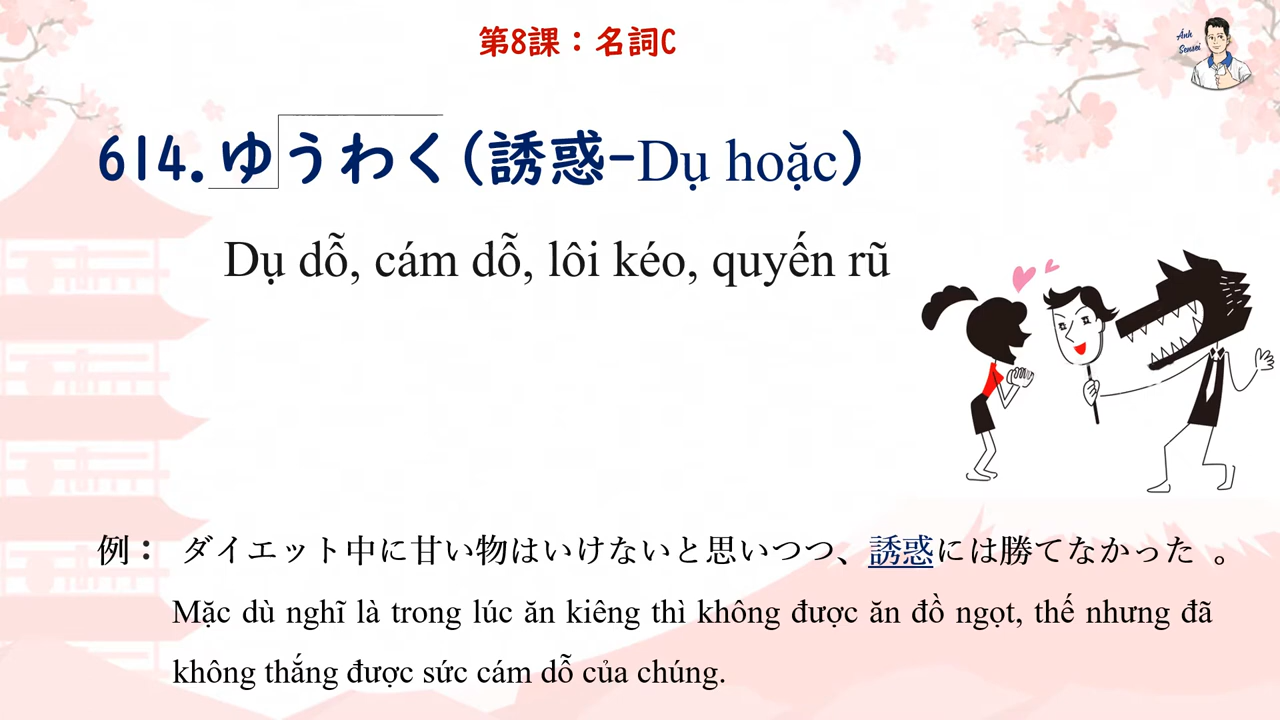 第8課：名詞C
Ánh
Sensei
614.ゆうわく(誘惑-Dụ hoặc)
Dụ dỗ, cám dỗ, lôi kéo, quyến rũ
例： ダイエット中に甘い物はいけないと思いつつ、誘惑には勝てなかった 。
Mặc dù nghĩ là trong lúc ăn kiêng thì không được ăn đồ ngọt, thế nhưng đã
không thắng được sức cám dỗ của chúng.